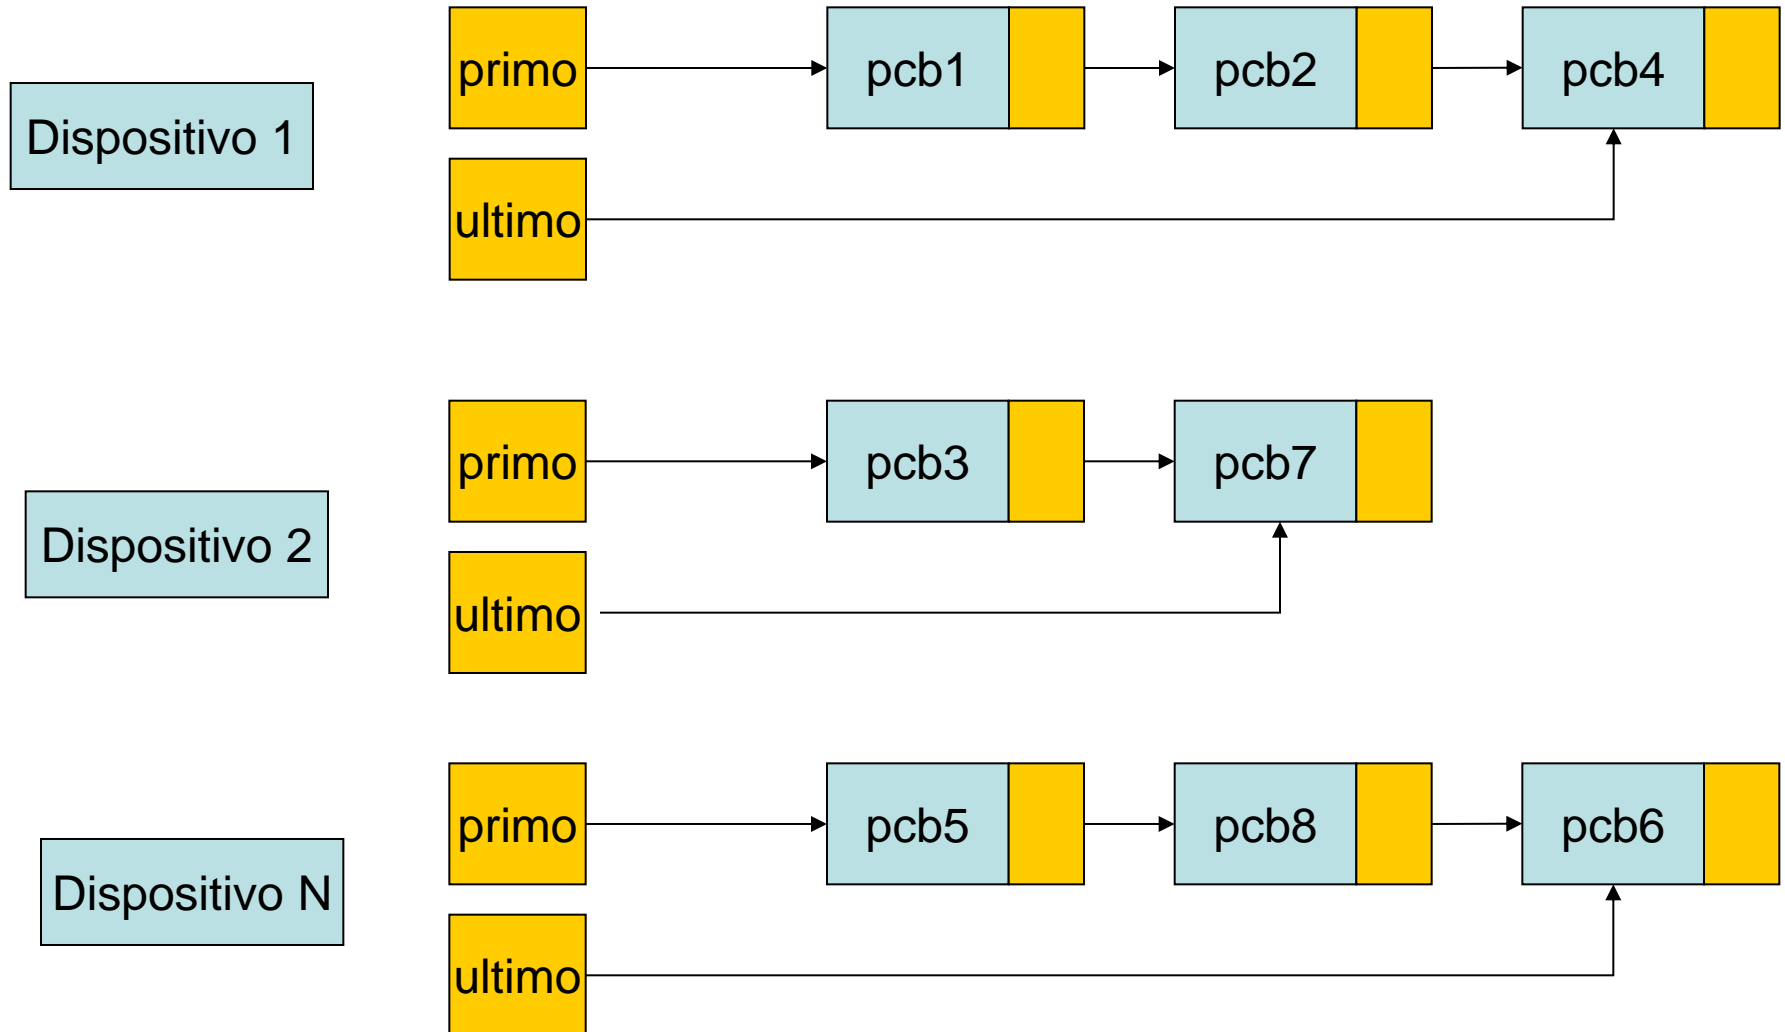 primo
pcb1
pcb2
pcb4
Dispositivo 1
ultimo
primo
pcb3
pcb7
Dispositivo 2
ultimo
primo
pcb5
pcb8
pcb6
Dispositivo N
ultimo